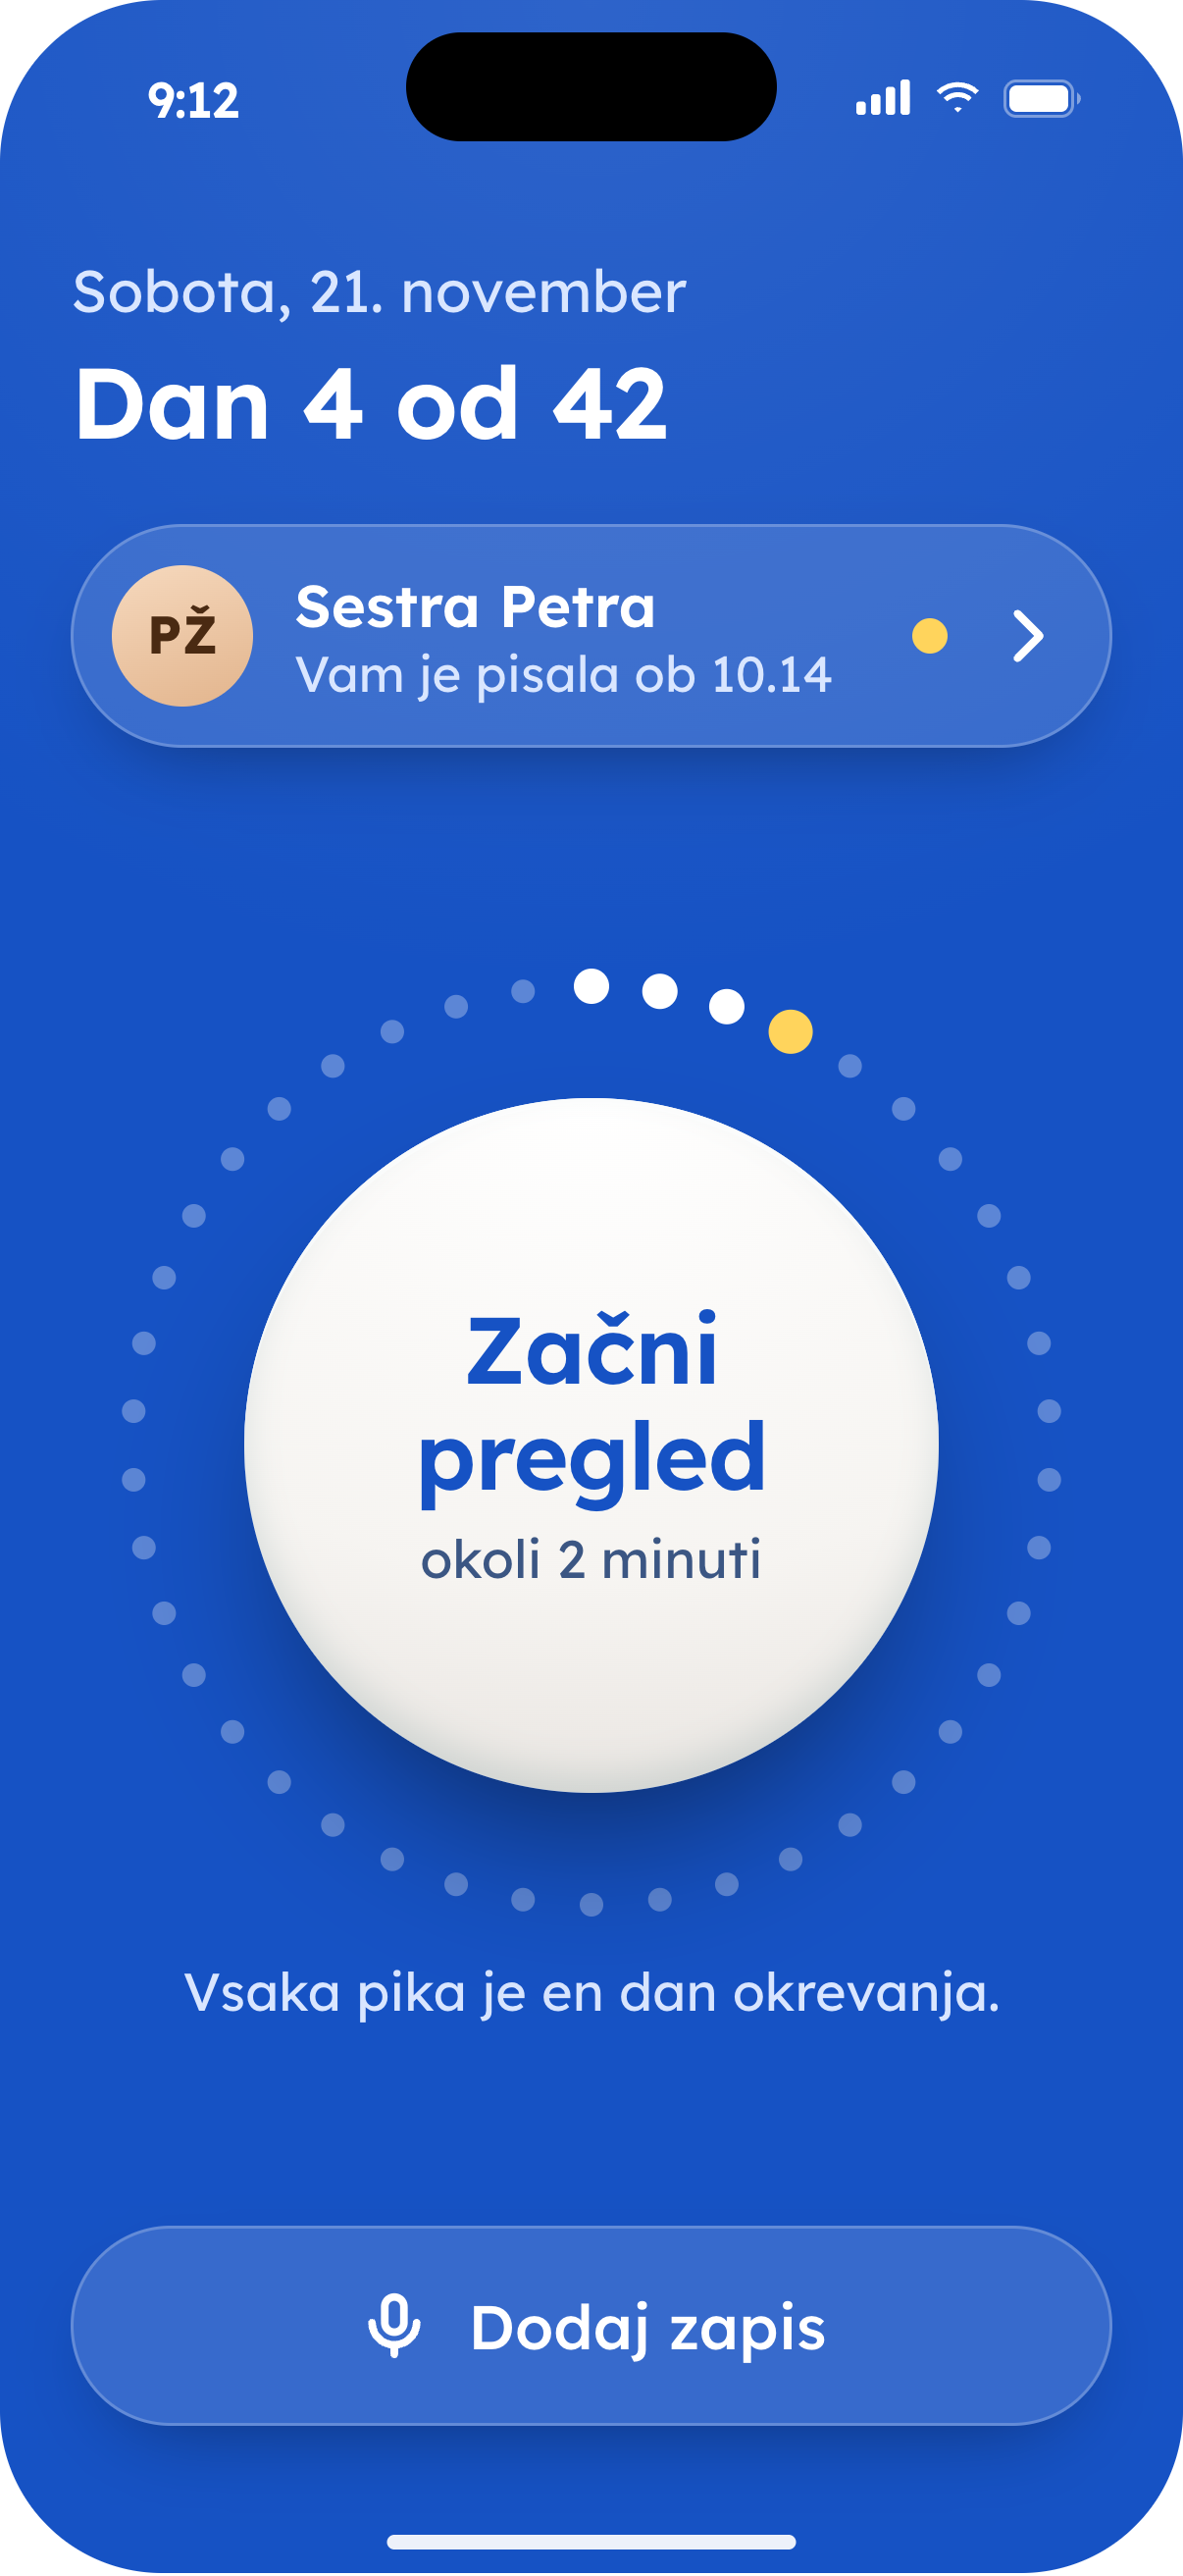 9:12
Sobota, 21. november
Dan 4 od 42
PŽ
Sestra Petra
Vam je pisala ob 10.14
Začni
pregled
okoli 2 minuti
Vsaka pika je en dan okrevanja.
Dodaj zapis